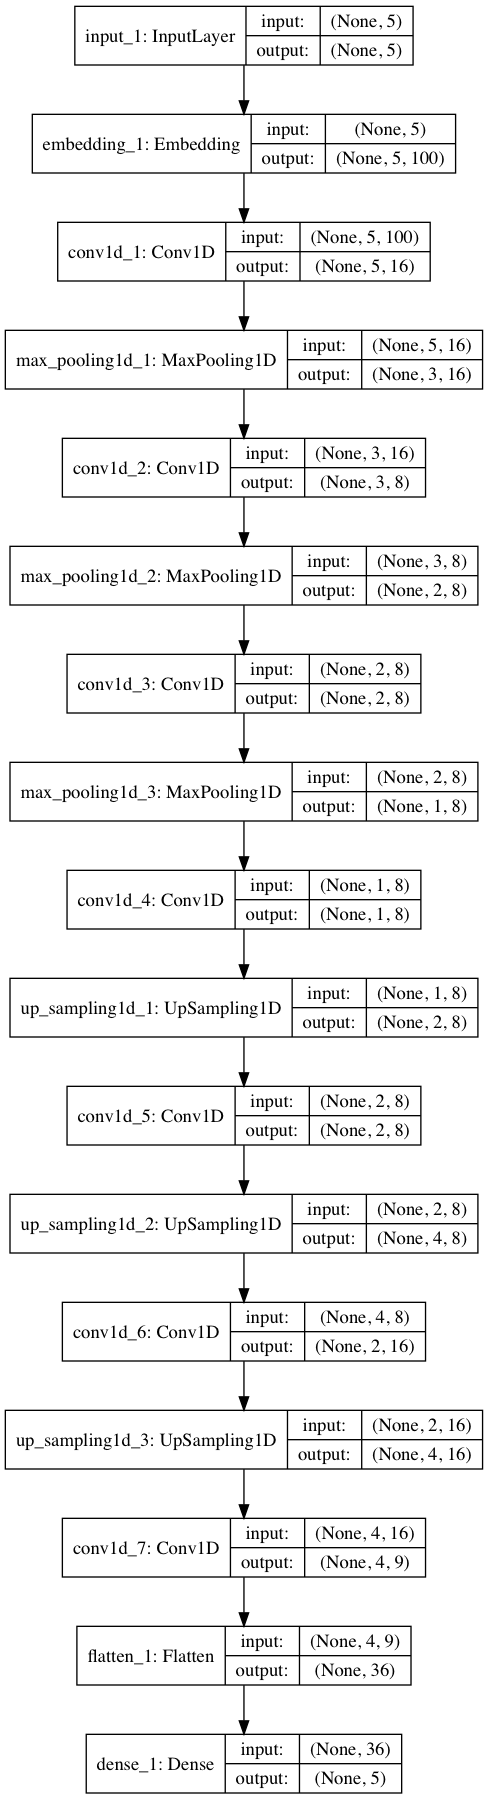 input_1: InputLayer
input: (None, 5)
output: (None, 5)
embedding_1: Embedding
input: (None, 5)
output: (None, 5, 100)
conv1d_1: Conv1D
input: (None, 5, 100)
output: (None, 5, 16)
max_pooling1d_1: MaxPooling1D
input: (None, 5, 16)
output: (None, 3, 16)
conv1d_2: Conv1D
input: (None, 3, 16)
output: (None, 3, 8)
max_pooling1d_2: MaxPooling1D
input: (None, 3, 8)
output: (None, 2, 8)
conv1d_3: Conv1D
input: (None, 2, 8)
output: (None, 2, 8)
max_pooling1d_3: MaxPooling1D
input: (None, 2, 8)
output: (None, 1, 8)
conv1d_4: Conv1D
input: (None, 1, 8)
output: (None, 1, 8)
up_sampling1d_1: UpSampling1D
input: (None, 1, 8)
output: (None, 2, 8)
conv1d_5: Conv1D
input: (None, 2, 8)
output: (None, 2, 8)
up_sampling1d_2: UpSampling1D
input: (None, 2, 8)
output: (None, 4, 8)
conv1d_6: Conv1D
input: (None, 4, 8)
output: (None, 2, 16)
up_sampling1d_3: UpSampling1D
input: (None, 2, 16)
output: (None, 4, 16)
conv1d_7: Conv1D
input: (None, 4, 16)
output: (None, 4, 9)
flatten_1: Flatten
input: (None, 4, 9)
output: (None, 36)
dense_1: Dense
input: (None, 36)
output: (None, 5)